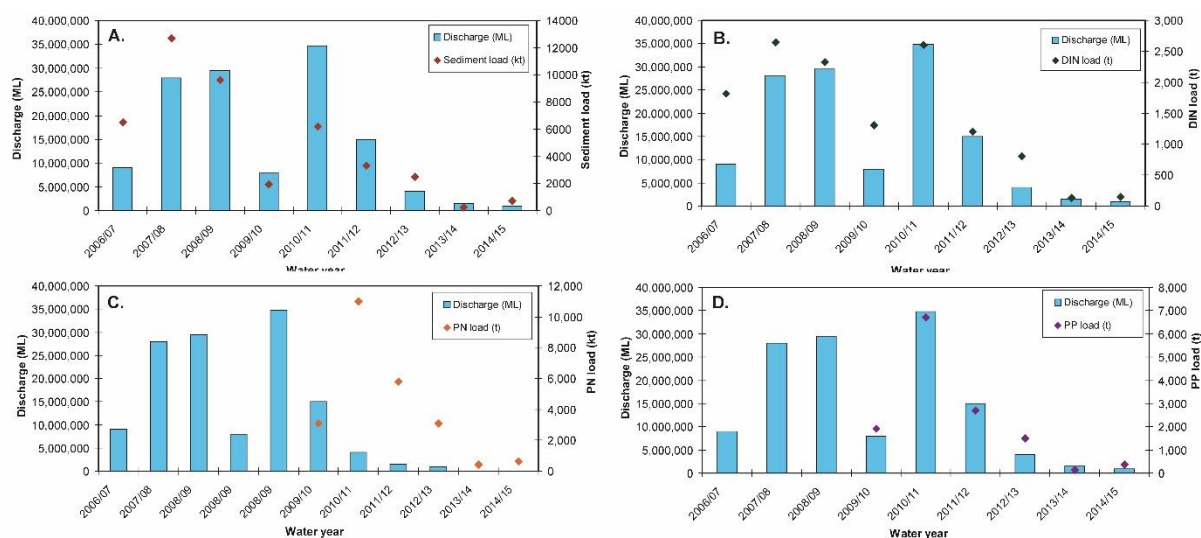 A.
Discharge (ML)
Sediment load (kt)
40,000,000
35,000,000
30,000,000
25,000,000
20,000,000
15,000,000
10,000,000
5,000,000
0
Discharge (ML)
14000
12000
10000
8000
6000
4000
2000
0
Sediment load (kt)
2006/07 2007/08 2008/09 2009/10 2010/11 2011/12 2012/13 2013/14 2014/15
Water year
B.
Discharge (ML)
DIN load (t)
40,000,000
35,000,000
30,000,000
25,000,000
20,000,000
15,000,000
10,000,000
5,000,000
0
Discharge (ML)
3,000
2,500
2,000
1,500
1,000
500
0
DIN load (t)
2006/07 2007/08 2008/09 2009/10 2010/11 2011/12 2012/13 2013/14 2014/15
Water year
C.
Discharge (ML)
PN load (t)
40,000,000
35,000,000
30,000,000
25,000,000
20,000,000
15,000,000
10,000,000
5,000,000
0
Discharge (ML)
12,000
10,000
8,000
6,000
4,000
2,000
0
PN load (kt)
2006/07 2007/08 2008/09 2008/09 2008/09 2009/10 2010/11 2011/12 2012/13 2013/14 2014/15
Water year
D.
Discharge (ML)
PP load (t)
40,000,000
35,000,000
30,000,000
25,000,000
20,000,000
15,000,000
10,000,000
5,000,000
0
Discharge (ML)
8,000
7,000
6,000
5,000
4,000
3,000
2,000
1,000
0
PP load (t)
2006/07 2007/08 2008/09 2009/10 2010/11 2011/12 2012/13 2013/14 2014/15
Water year